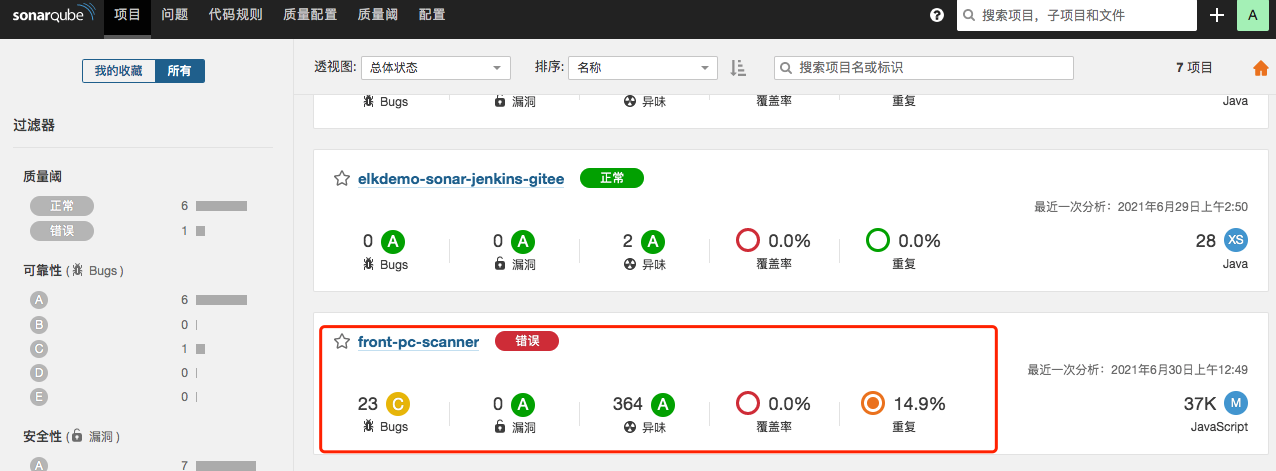 sonarqube 项目 问题 代码规则 质量配置 质量阈 配置 ? 搜索项目，子项目和文件 + A
我的收藏 所有
透视图: 总体状态 排序: 名称 搜索项目名或标识 7 项目
过滤器
质量阈
正常 6
错误 1
可靠性 ( Bugs )
A 6
B 0
C 1
D 0
E 0
安全性 ( 漏洞 )
A 7
Bugs 漏洞 异味 覆盖率 重复 Java
elkdemo-sonar-jenkins-gitee 正常
最近一次分析：2021年6月29日上午2:50
0 A 0 A 2 A 0.0% 0.0% 28 XS
Bugs 漏洞 异味 覆盖率 重复 Java
front-pc-scanner 错误
最近一次分析：2021年6月30日上午12:49
23 C 0 A 364 A 0.0% 14.9% 37K M
Bugs 漏洞 异味 覆盖率 重复 JavaScript